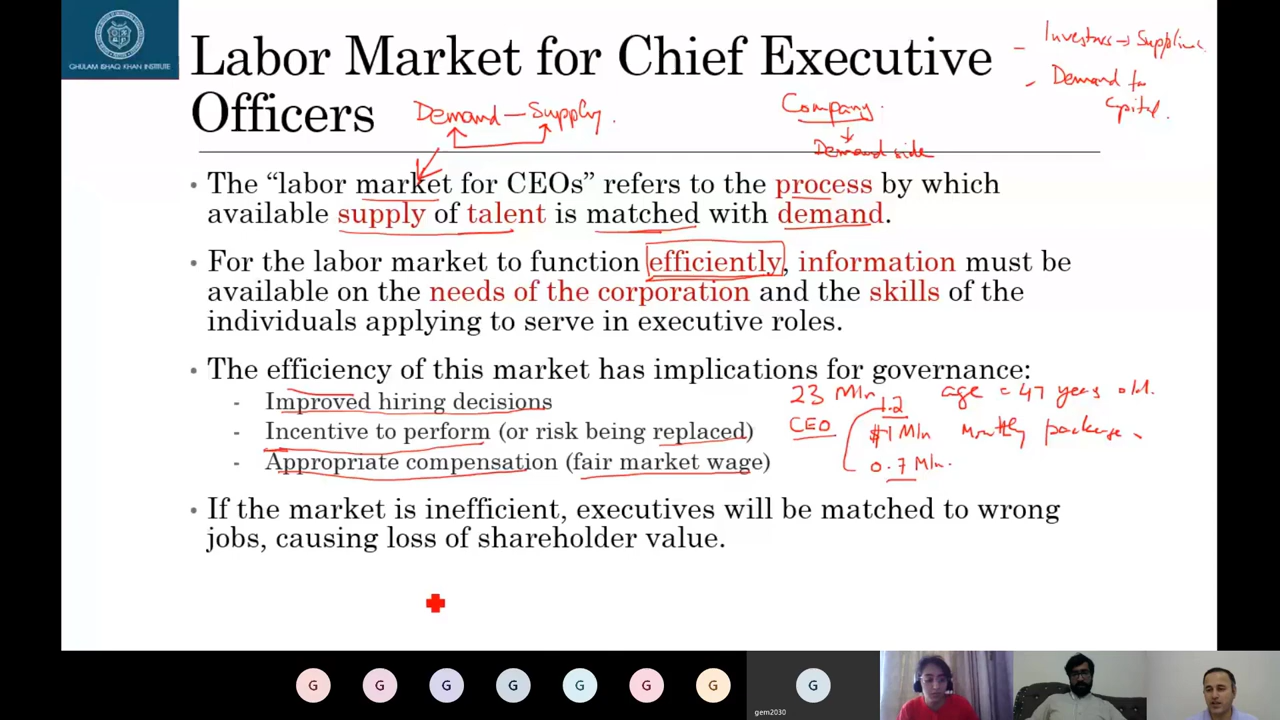 GHULAM ISHAQ KHAN INSTITUTE
Labor Market for Chief Executive
Officers
Demand — Supply
Company
Demand side
- Investors →
- Demand for
capital
• The “labor market for CEOs” refers to the process by which
available supply of talent is matched with demand.
• For the labor market to function efficiently, information must be
available on the needs of the corporation and the skills of the
individuals applying to serve in executive roles.
• The efficiency of this market has implications for governance:
- Improved hiring decisions
- Incentive to perform (or risk being replaced)
- Appropriate compensation (fair market wage)
23 Mln age = 47 years old.
1.2
CEO $1 Mln Monthly package
0.7 Mln.
• If the market is inefficient, executives will be matched to wrong
jobs, causing loss of shareholder value.
G G G G G G G G
gem2030